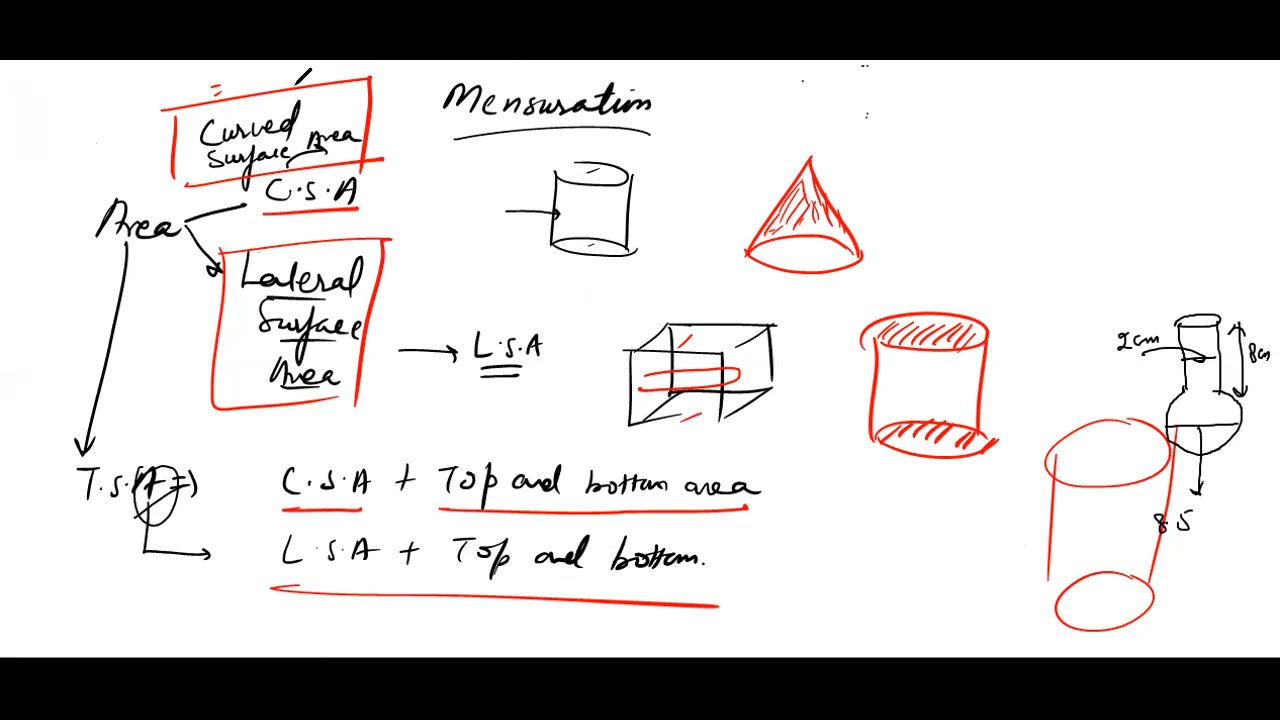 Mensuration
Curved
Surface Area
C.S.A
Area
Lateral
Surface
Area
L.S.A
2cm
8cm
8.5
T.S.A =)
C.S.A + Top and bottom area
L.S.A + Top and bottom.